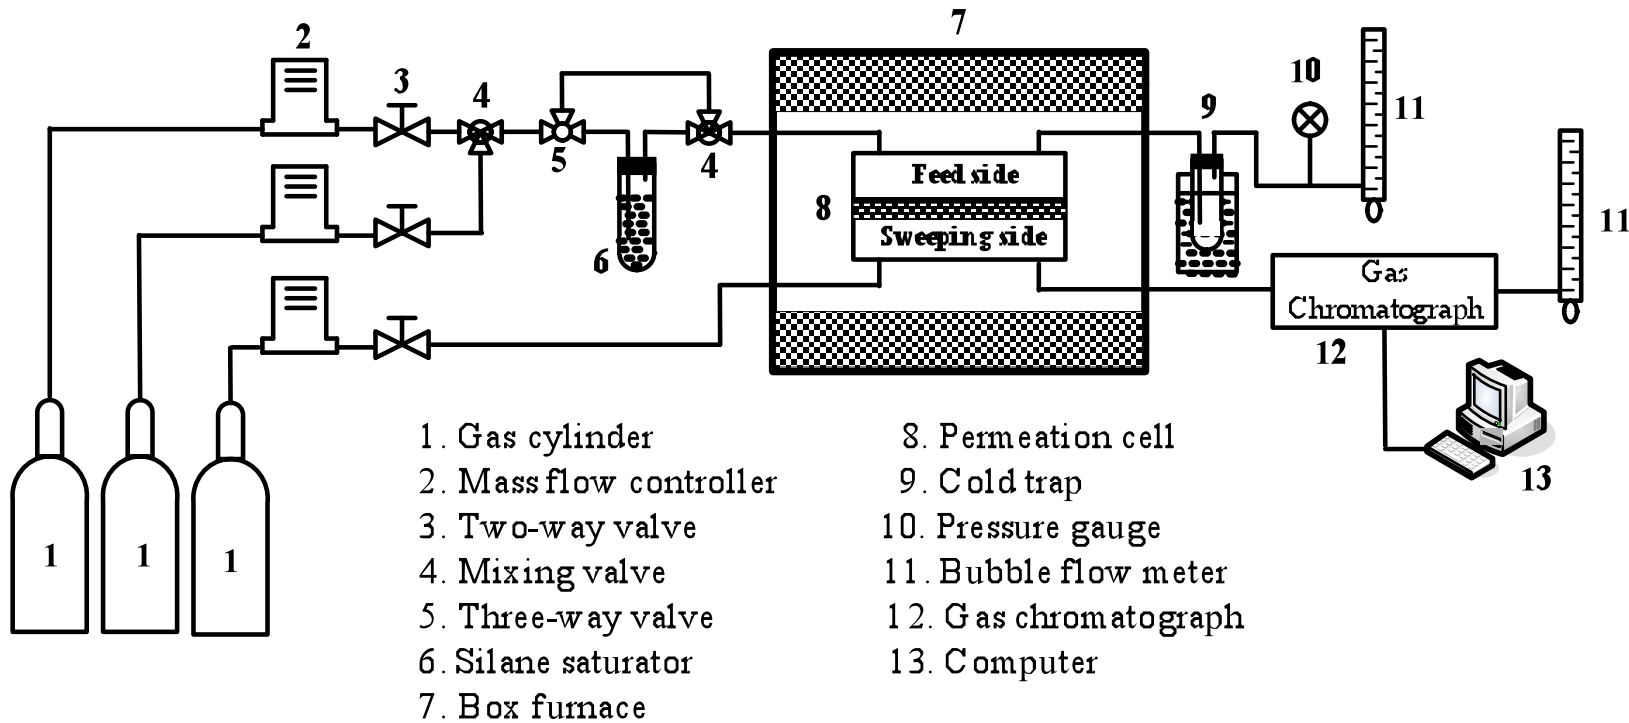 7
2
3
4
5
4
6
8
Feed side
Sweeping side
9
10
11
11
Gas
Chromatograph
12
13
1
1
1
1. Gas cylinder
2. Mass flow controller
3. Two-way valve
4. Mixing valve
5. Three-way valve
6. Silane saturator
7. Box furnace
8. Permeation cell
9. Cold trap
10. Pressure gauge
11. Bubble flow meter
12. Gas chromatograph
13. Computer